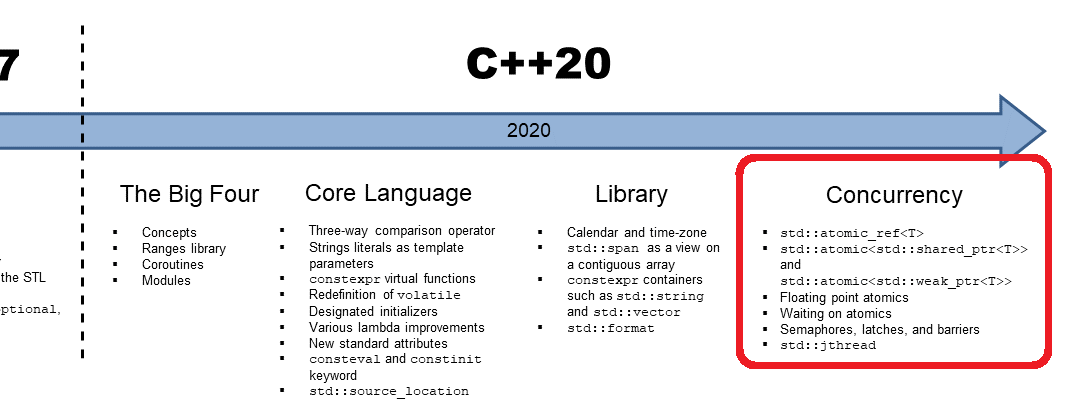 7
C++20
2020
the STL
ptional,
The Big Four
Concepts
Ranges library
Coroutines
Modules
Core Language
Three-way comparison operator
Strings literals as template
parameters
constexpr virtual functions
Redefinition of volatile
Designated initializers
Various lambda improvements
New standard attributes
consteval and constinit
keyword
std::source_location
Library
Calendar and time-zone
std::span as a view on
a contiguous array
constexpr containers
such as std::string
and std::vector
std::format
Concurrency
std::atomic_ref<T>
std::atomic<std::shared_ptr<T>>
and
std::atomic<std::weak_ptr<T>>
Floating point atomics
Waiting on atomics
Semaphores, latches, and barriers
std::jthread